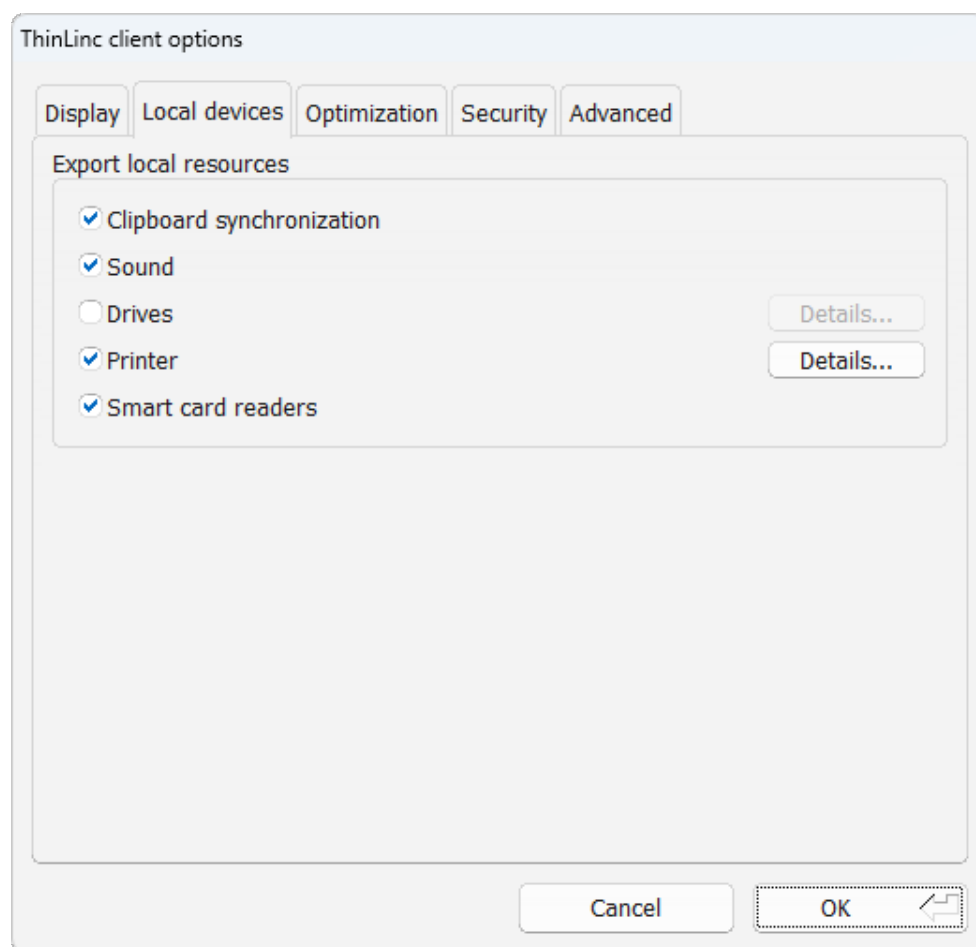 ThinLinc client options
Display Local devices Optimization Security Advanced
Export local resources
Clipboard synchronization
Sound
Drives Details...
Printer Details...
Smart card readers
Cancel OK